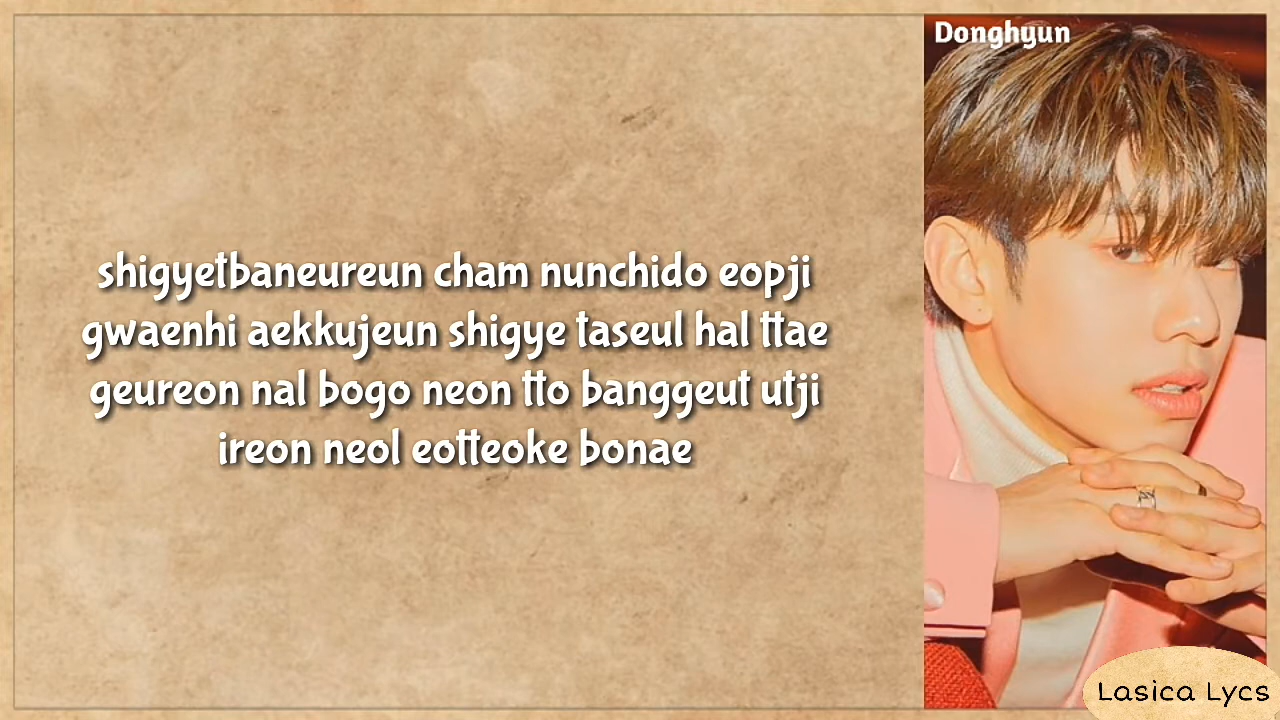 Donghyun
shigyetbaneureun cham nunchido eopji
gwaenhi aekkujeun shigye taseul hal ttae
geureon nal bogo neon tto banggeut utji
ireon neol eotteoke bonae
Lasica Lycs